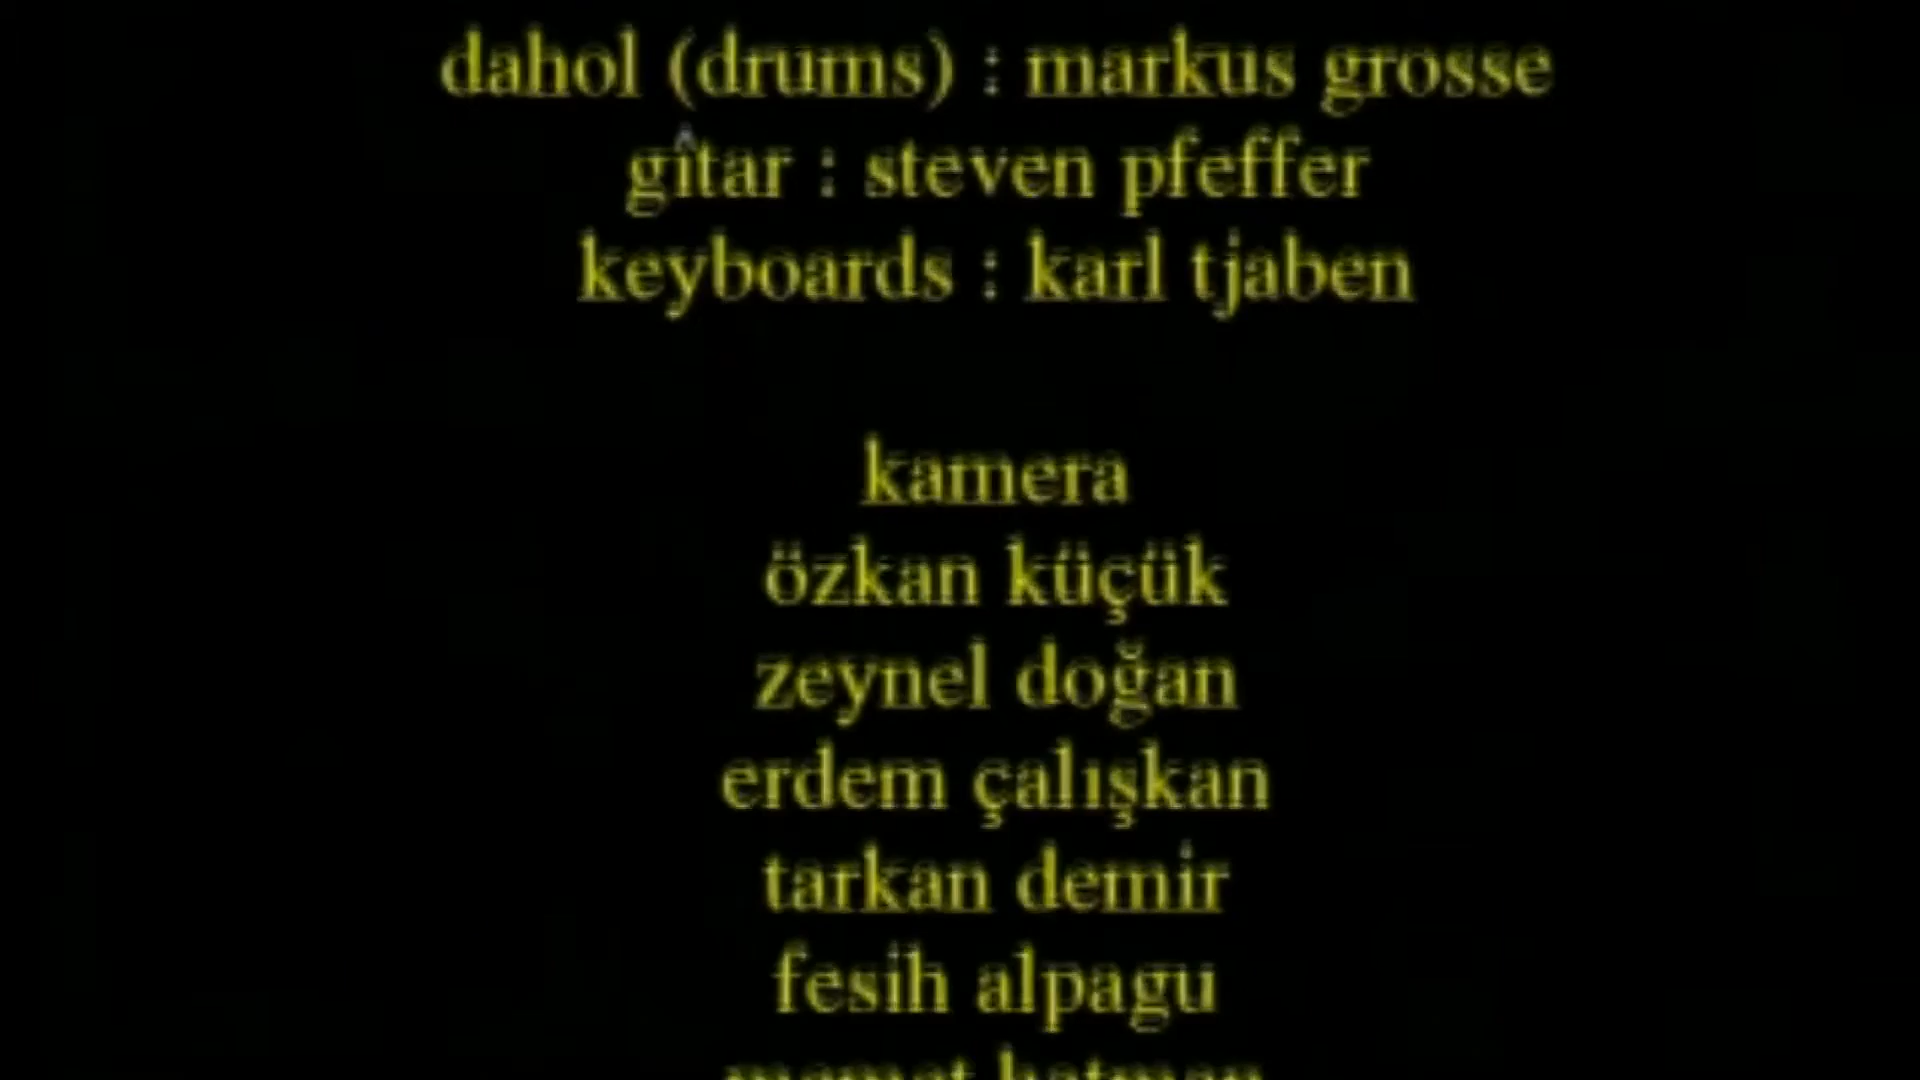 dahol (drums) : markus grosse
gîtar : steven pfeffer
keyboards : karl tjaben
kamera
özkan küçük
zeynel doğan
erdem çalışkan
tarkan demir
fesih alpagu